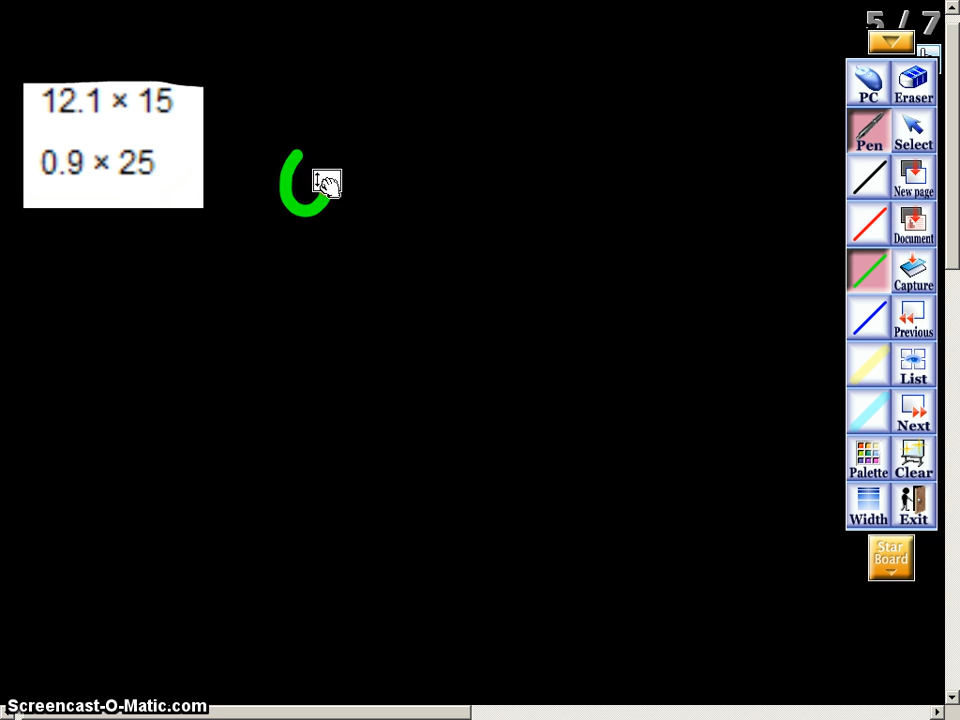 5 / 7
12.1 × 15
0.9 × 25
PC
Eraser
Pen
Select
New page
Document
Capture
Previous
List
Next
Palette
Clear
Width
Exit
Star
Board
Screencast-O-Matic.com